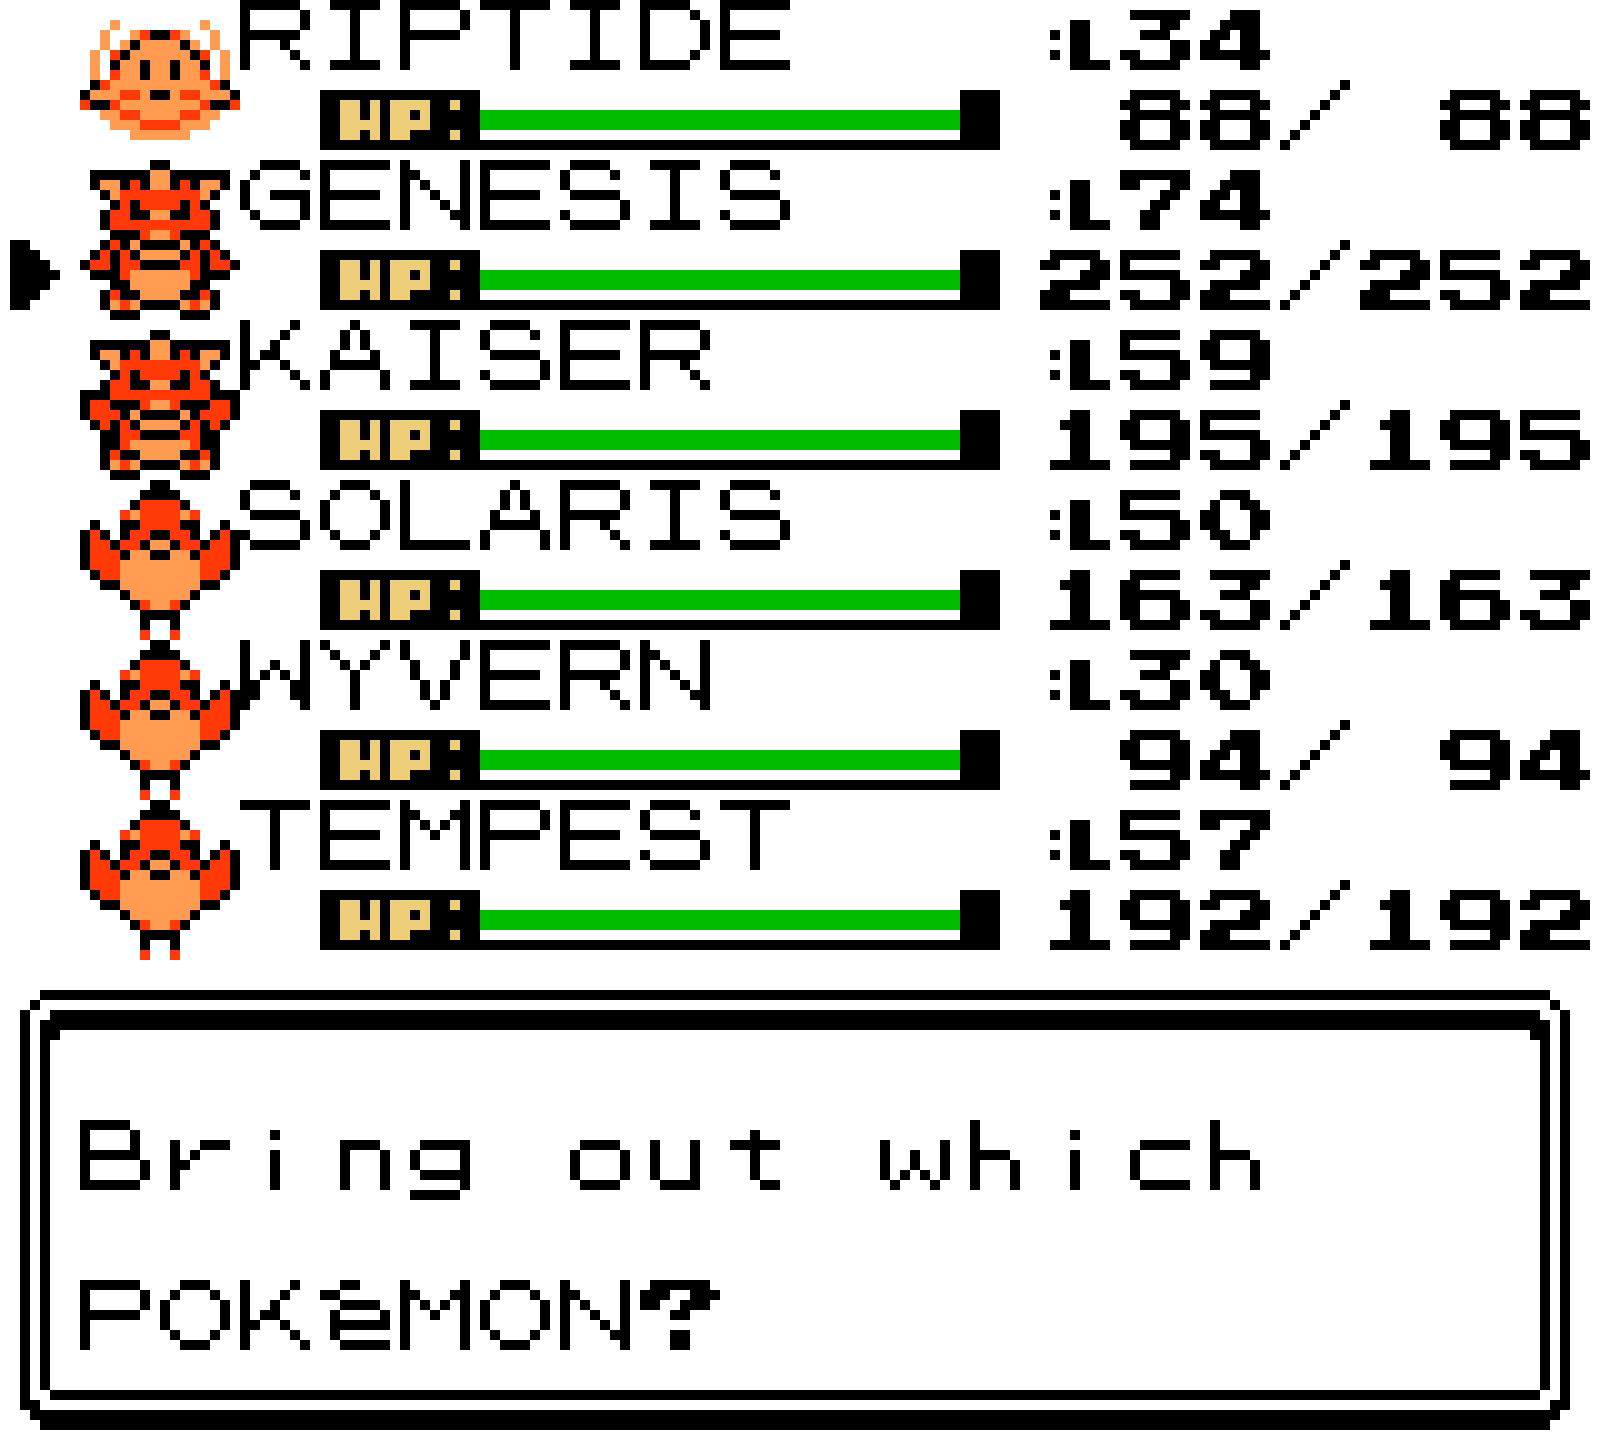 RIPTIDE :L34
HP: 88/ 88
GENESIS :L74
HP: 252/252
KAISER :L59
HP: 195/195
SOLARIS :L50
HP: 163/163
WYVERN :L30
HP: 94/ 94
TEMPEST :L57
HP: 192/192
Bring out which
POKéMON?